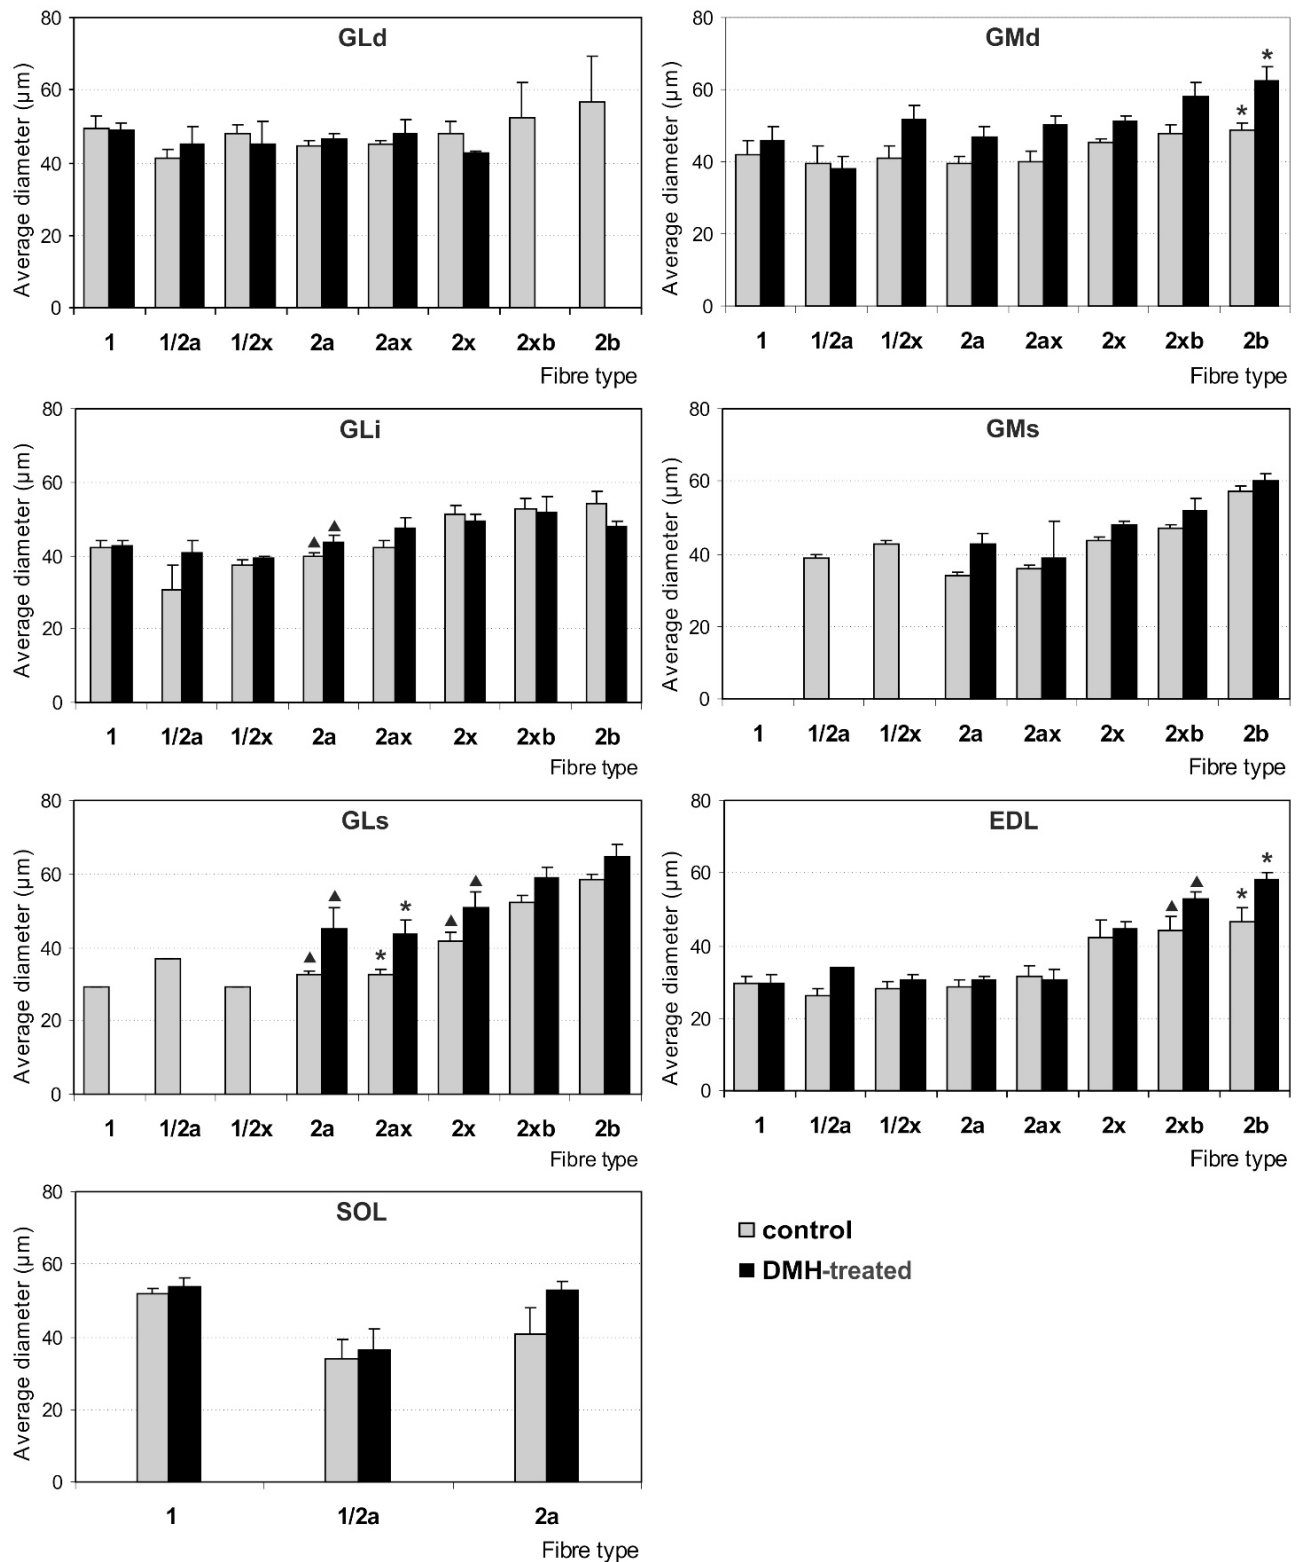 GLd
Average diameter (µm)
80
60
40
20
0
1 1/2a 1/2x 2a 2ax 2x 2xb 2b
Fibre type
GMd
Average diameter (µm)
80
60
40
20
0
1 1/2a 1/2x 2a 2ax 2x 2xb 2b
Fibre type
* *
GLi
Average diameter (µm)
80
60
40
20
0
1 1/2a 1/2x 2a 2ax 2x 2xb 2b
Fibre type
▲ ▲
GMs
Average diameter (µm)
80
60
40
20
0
1 1/2a 1/2x 2a 2ax 2x 2xb 2b
Fibre type
GLs
Average diameter (µm)
80
60
40
20
0
1 1/2a 1/2x 2a 2ax 2x 2xb 2b
Fibre type
▲ ▲ * * ▲ ▲
EDL
Average diameter (µm)
80
60
40
20
0
1 1/2a 1/2x 2a 2ax 2x 2xb 2b
Fibre type
▲ ▲ * *
SOL
Average diameter (µm)
80
60
40
20
0
1 1/2a 2a
Fibre type
control
DMH-treated